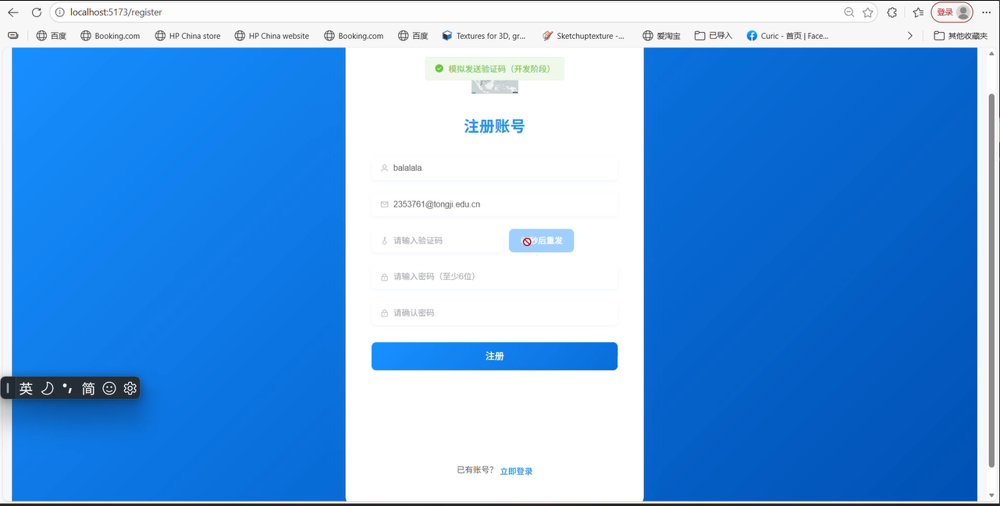 localhost:5173/register
登录
百度
Booking.com
HP China store
HP China website
Booking.com
百度
Textures for 3D, gr...
Sketchuptexture -...
爱淘宝
已导入
Curic - 首页 | Face...
其他收藏夹
模拟发送验证码（开发阶段）
注册账号
balalala
2353761@tongji.edu.cn
请输入验证码
秒后重发
请输入密码（至少6位）
请确认密码
注册
英
简
已有账号？ 立即登录